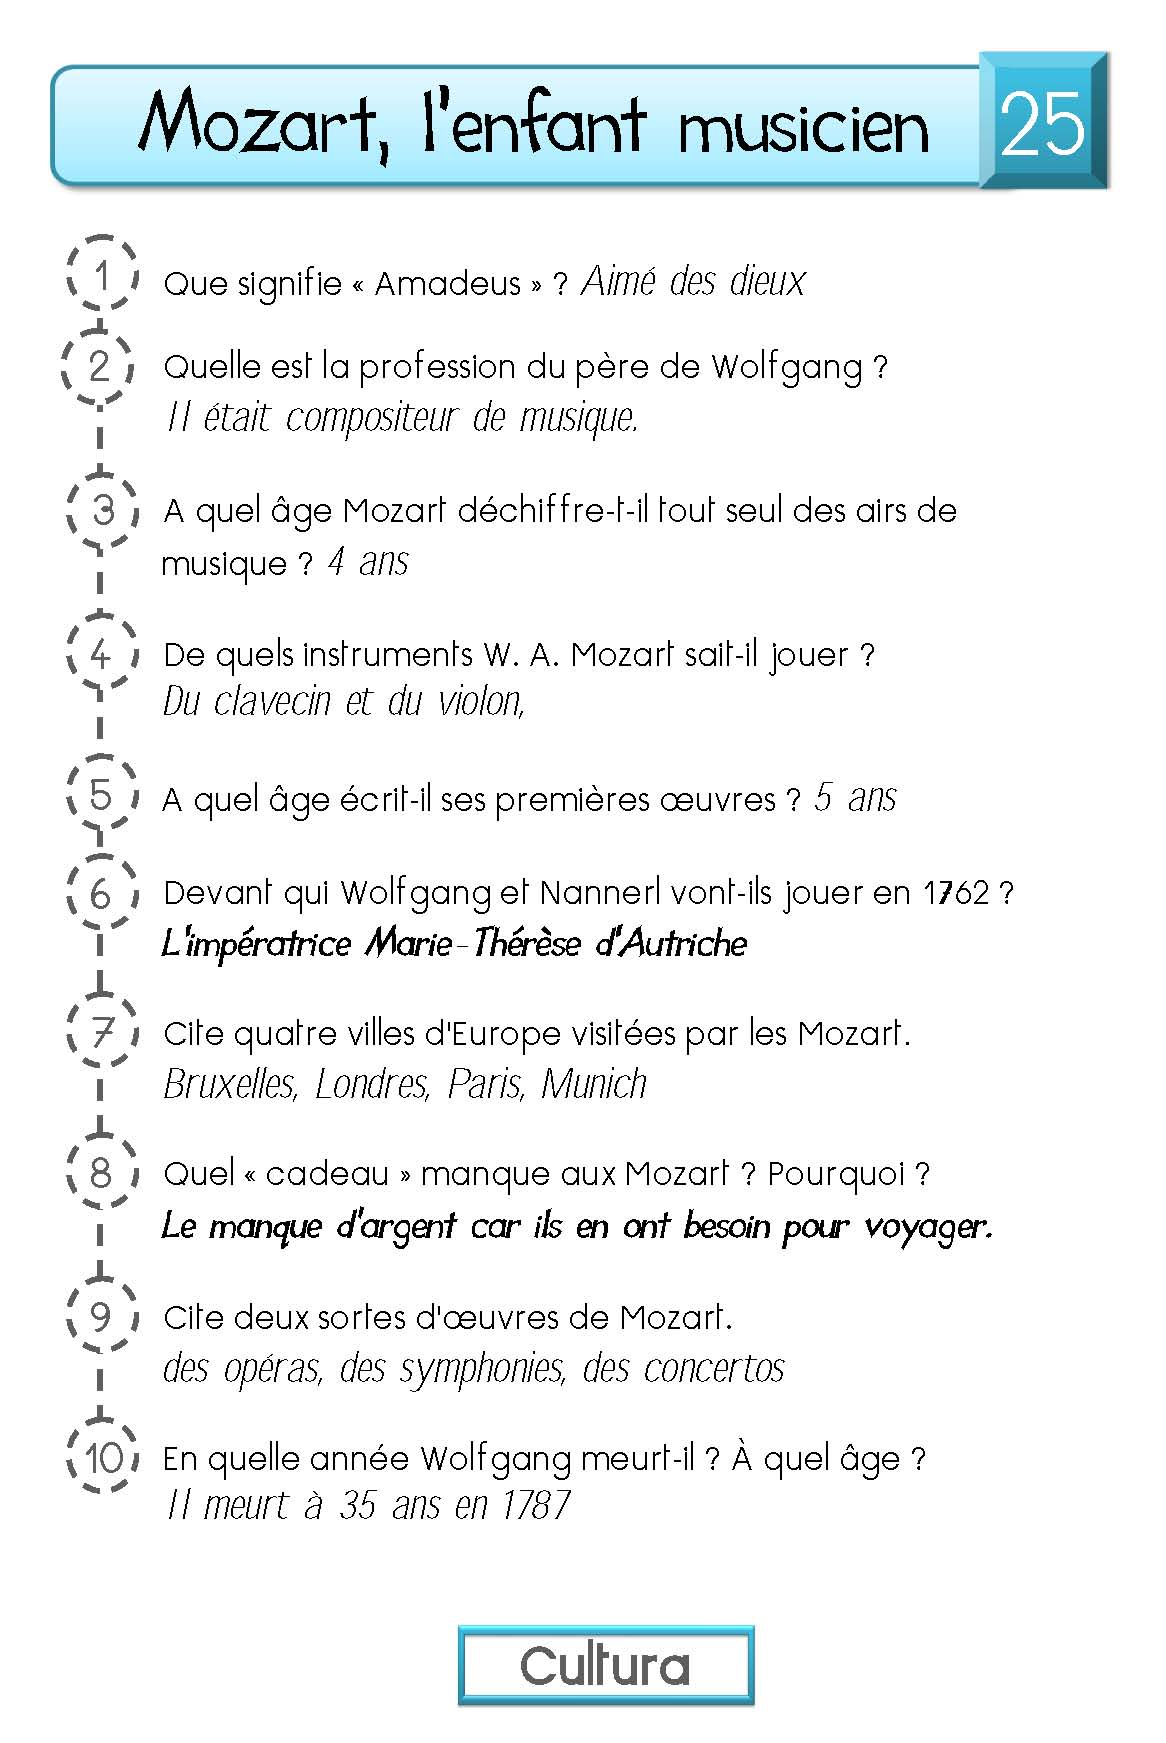 Mozart, l'enfant musicien
25
1
Que signifie « Amadeus » ? Aimé des dieux
2
Quelle est la profession du père de Wolfgang ?
Il était compositeur de musique.
3
A quel âge Mozart déchiffre-t-il tout seul des airs de
musique ? 4 ans
4
De quels instruments W. A. Mozart sait-il jouer ?
Du clavecin et du violon,
5
A quel âge écrit-il ses premières œuvres ? 5 ans
6
Devant qui Wolfgang et Nannerl vont-ils jouer en 1762 ?
L'impératrice Marie-Thérèse d'Autriche
7
Cite quatre villes d'Europe visitées par les Mozart.
Bruxelles, Londres, Paris, Munich
8
Quel « cadeau » manque aux Mozart ? Pourquoi ?
Le manque d'argent car ils en ont besoin pour voyager.
9
Cite deux sortes d'œuvres de Mozart.
des opéras, des symphonies, des concertos
10
En quelle année Wolfgang meurt-il ? À quel âge ?
Il meurt à 35 ans en 1787
Cultura